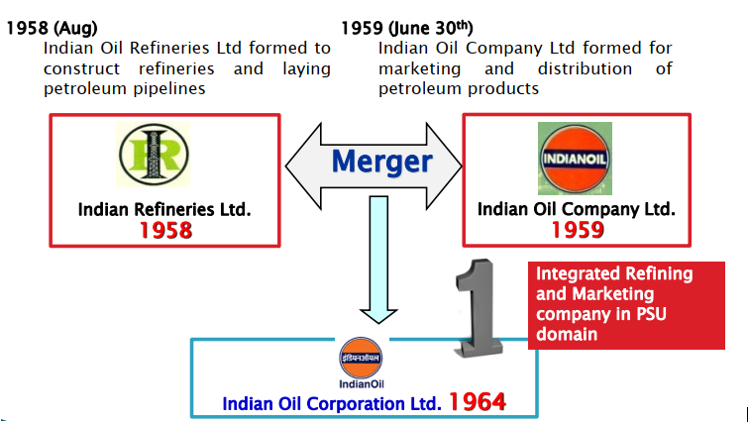 1958 (Aug)
Indian Oil Refineries Ltd formed to
construct refineries and laying
petroleum pipelines
1959 (June 30th)
Indian Oil Company Ltd formed for
marketing and distribution of
petroleum products
IR
Indian Refineries Ltd.
1958
Merger
INDIANOIL
Indian Oil Company Ltd.
1959
1
Integrated Refining
and Marketing
company in PSU
domain
इंडियनऑयल
IndianOil
Indian Oil Corporation Ltd. 1964